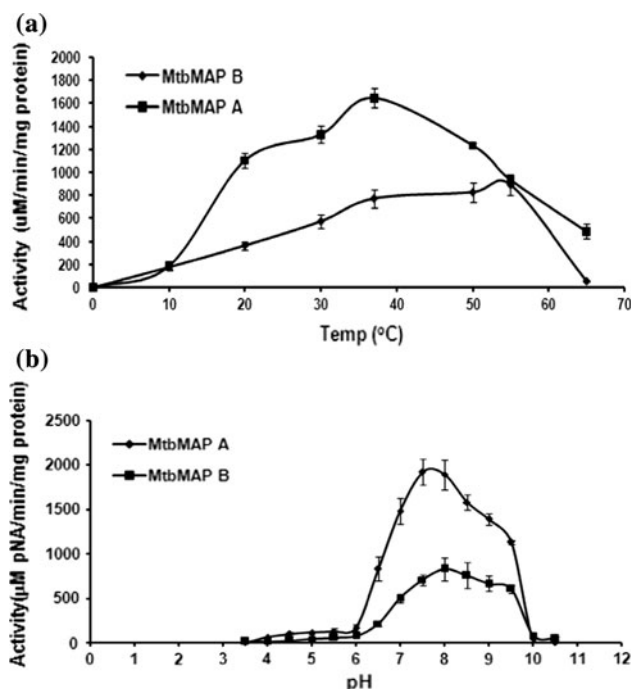 (a)
2000
1800
1600
1400
1200
1000
800
600
400
200
0
Activity (uM/min/mg protein)
MtbMAP B
MtbMAP A
0 10 20 30 40 50 60 70
Temp (°C)
(b)
2500
2000
1500
1000
500
0
Activity(µM pNA/min/mg protein)
MtbMAP A
MtbMAP B
0 1 2 3 4 5 6 7 8 9 10 11 12
pH